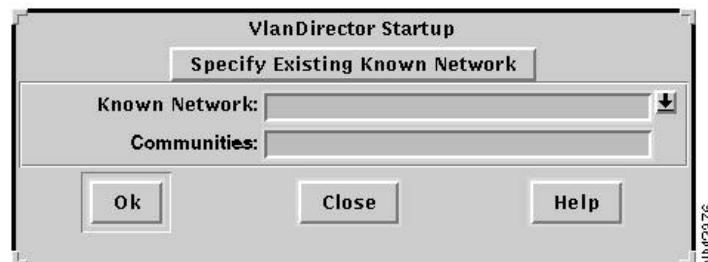 VlanDirector Startup
Specify Existing Known Network
Known Network:
Communities:
Ok Close Help